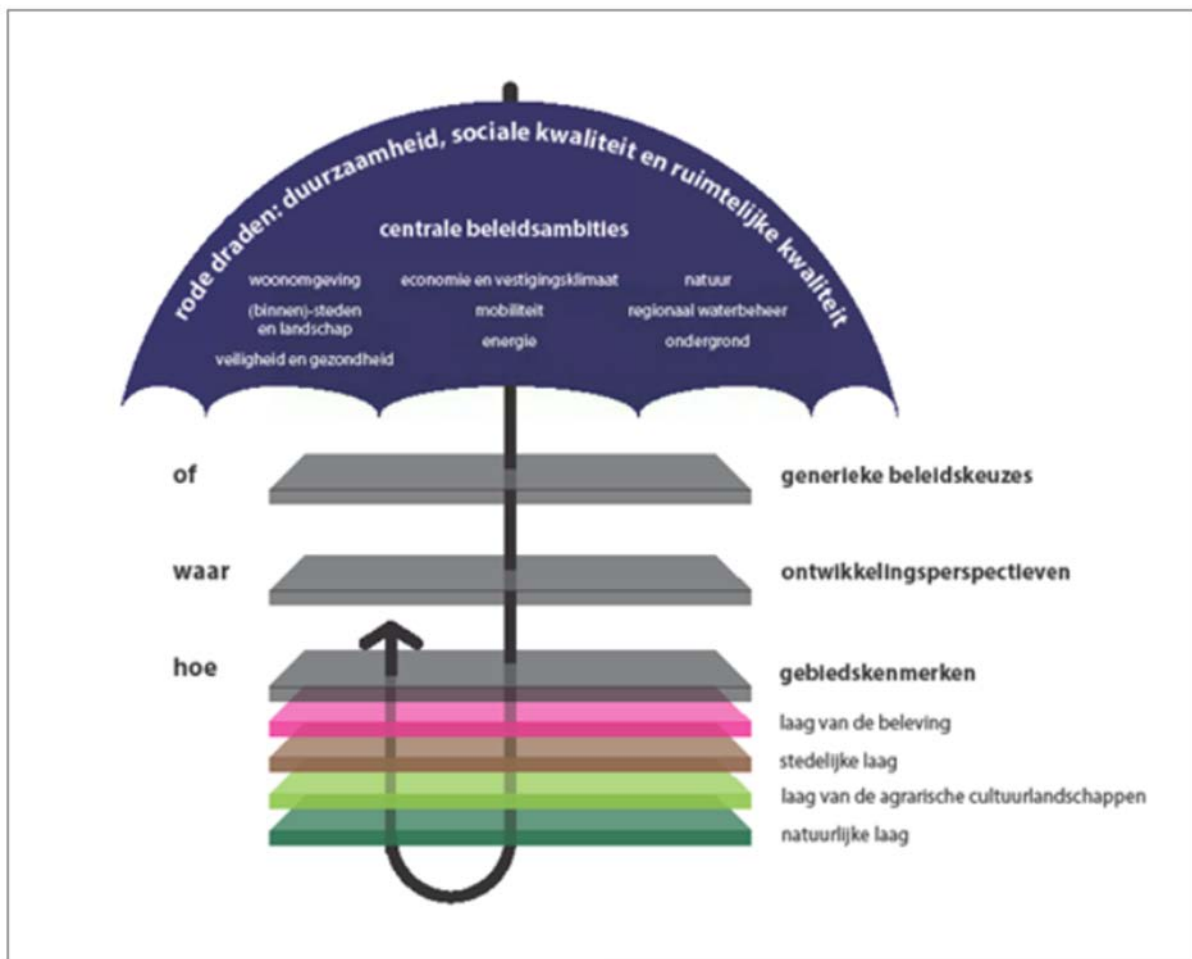 rode draden: duurzaamheid, sociale kwaliteit en ruimtelijke kwaliteit
centrale beleidsambities
woonomgeving
(binnen)-steden
en landschap
veiligheid en gezondheid
economie en vestigingsklimaat
mobiliteit
energie
natuur
regionaal waterbeheer
ondergrond
of
generieke beleidskeuzes
waar
ontwikkelingsperspectieven
hoe
gebiedskenmerken
laag van de beleving
stedelijke laag
laag van de agrarische cultuurlandschappen
natuurlijke laag